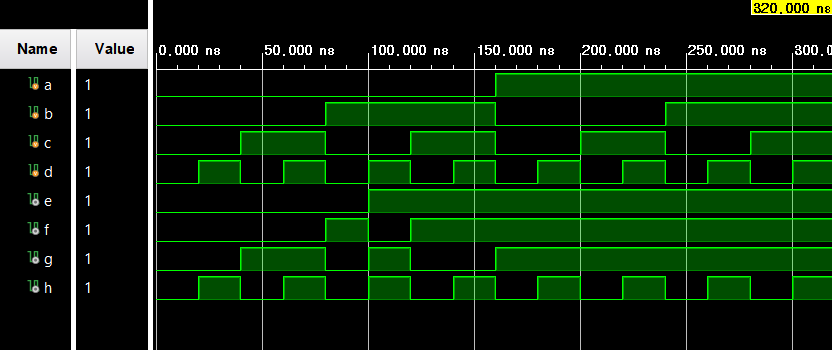 320.000 ns
Name Value
0.000 ns 50.000 ns 100.000 ns 150.000 ns 200.000 ns 250.000 ns 300.0
a 1
b 1
c 1
d 1
e 1
f 1
g 1
h 1